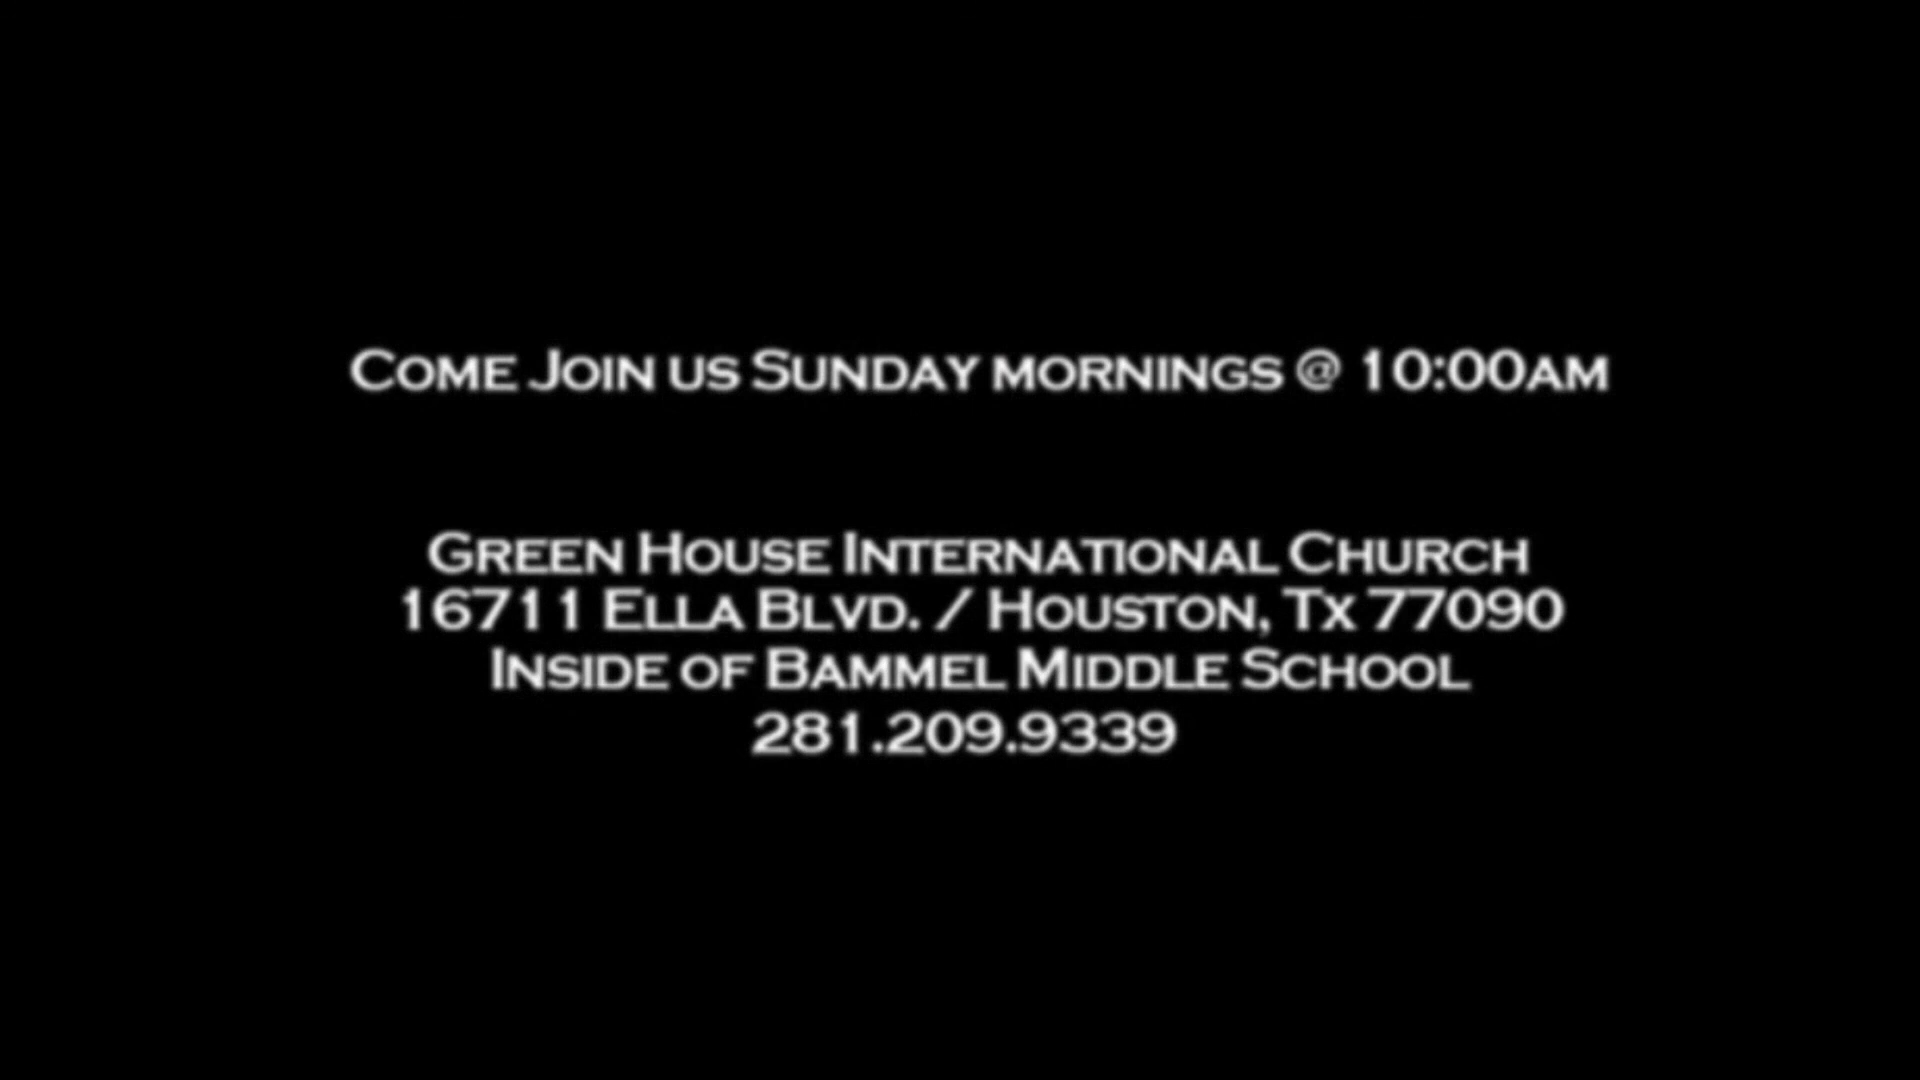 Come Join us Sunday mornings @ 10:00am
Green House International Church
16711 Ella Blvd. / Houston, Tx 77090
Inside of Bammel Middle School
281.209.9339